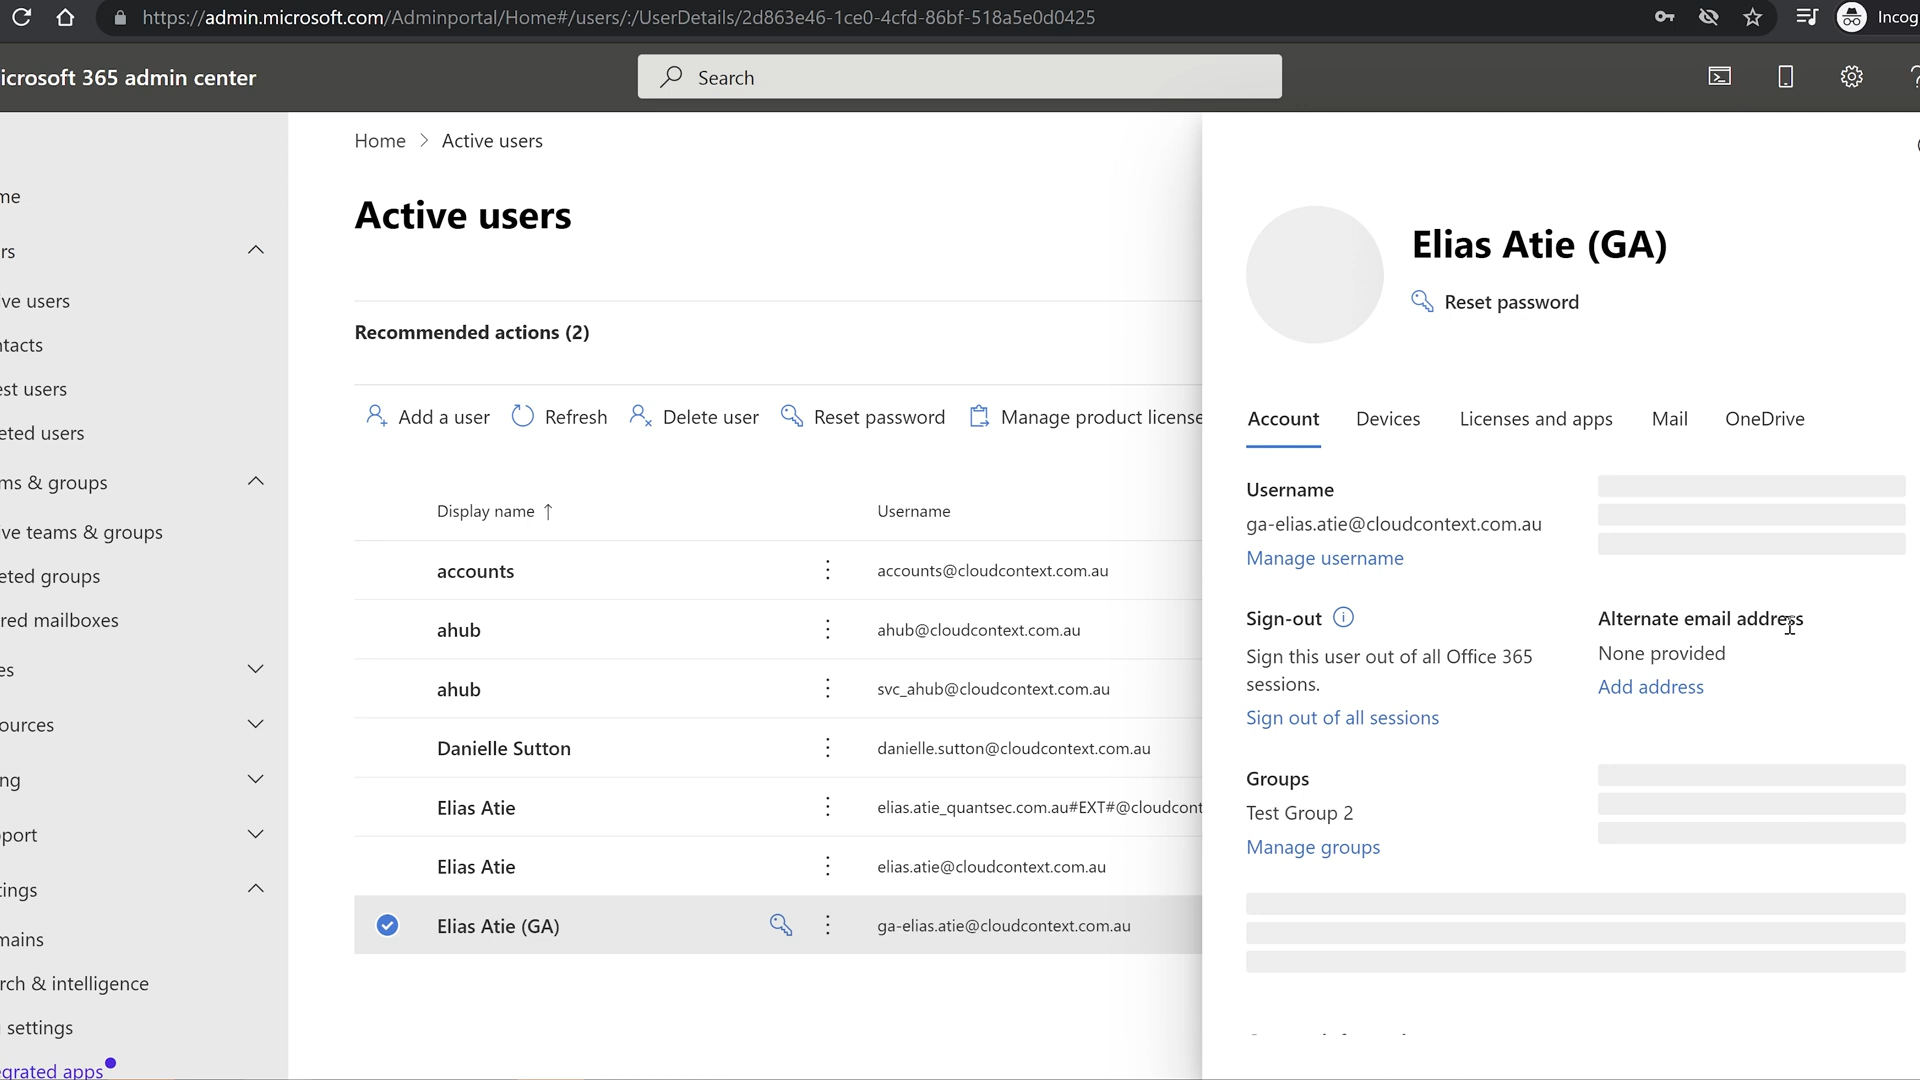 https://admin.microsoft.com/Adminportal/Home#/users/:/UserDetails/2d863e46-1ce0-4cfd-86bf-518a5e0d0425
Incog
icrosoft 365 admin center
Search
me
rs
ive users
ntacts
est users
eted users
ms & groups
ive teams & groups
eted groups
red mailboxes
es
ources
ng
port
tings
mains
rch & intelligence
settings
egrated apps
Home > Active users
Active users
Recommended actions (2)
Add a user Refresh Delete user Reset password Manage product license
Display name ↑ Username
accounts accounts@cloudcontext.com.au
ahub ahub@cloudcontext.com.au
ahub svc_ahub@cloudcontext.com.au
Danielle Sutton danielle.sutton@cloudcontext.com.au
Elias Atie elias.atie_quantsec.com.au#EXT#@cloudcont
Elias Atie elias.atie@cloudcontext.com.au
Elias Atie (GA) ga-elias.atie@cloudcontext.com.au
Elias Atie (GA)
Reset password
Account Devices Licenses and apps Mail OneDrive
Username
ga-elias.atie@cloudcontext.com.au
Manage username
Sign-out
Sign this user out of all Office 365
sessions.
Sign out of all sessions
Alternate email address
None provided
Add address
Groups
Test Group 2
Manage groups